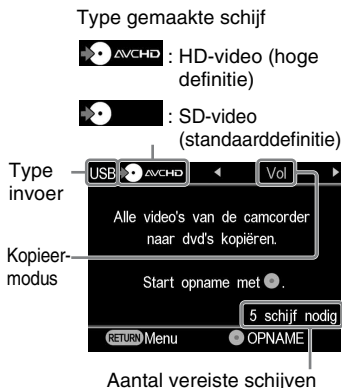 Type gemaakte schijf
AVCHD : HD-video (hoge
definitie)
: SD-video
(standaarddefinitie)
Type
invoer
USB AVCHD Vol
Alle video's van de camcorder
naar dvd's kopiëren.
Kopieer-
modus
Start opname met .
5 schijf nodig
RETURN Menu OPNAME
Aantal vereiste schijven